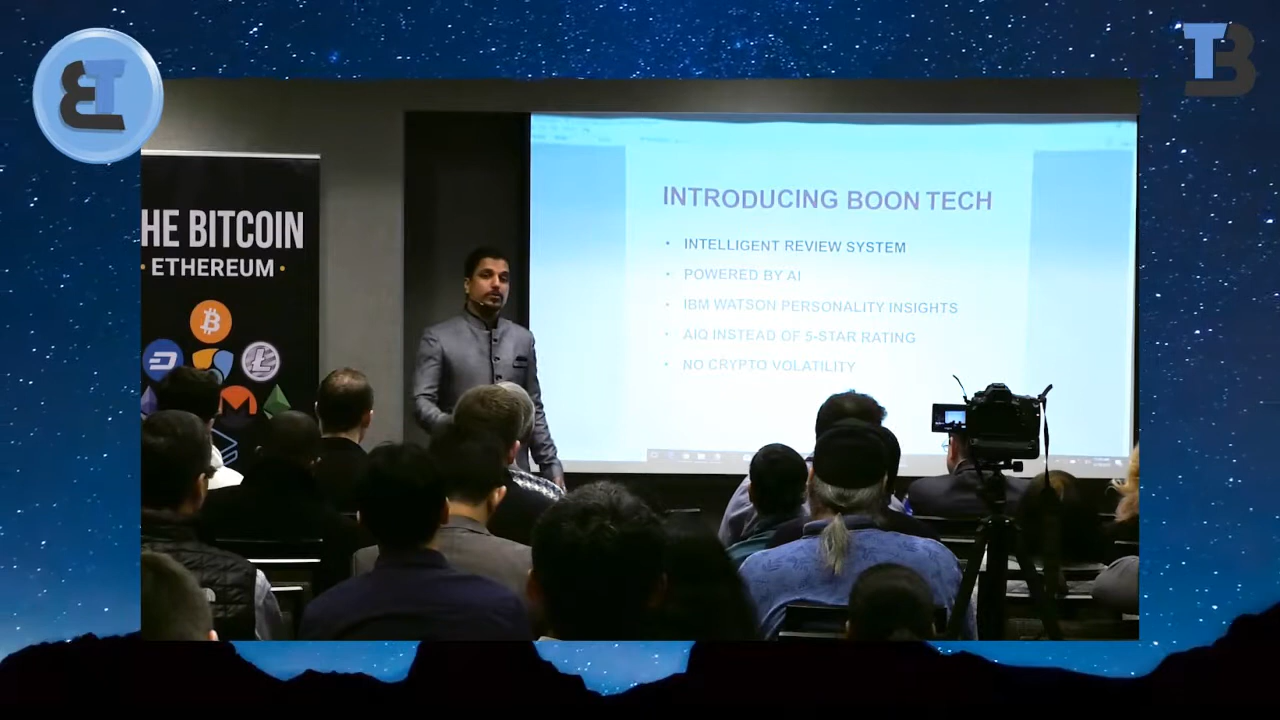 HE BITCOIN
• ETHEREUM •
INTRODUCING BOON TECH
• INTELLIGENT REVIEW SYSTEM
• POWERED BY AI
• IBM WATSON PERSONALITY INSIGHTS
• AIQ INSTEAD OF 5-STAR RATING
• NO CRYPTO VOLATILITY